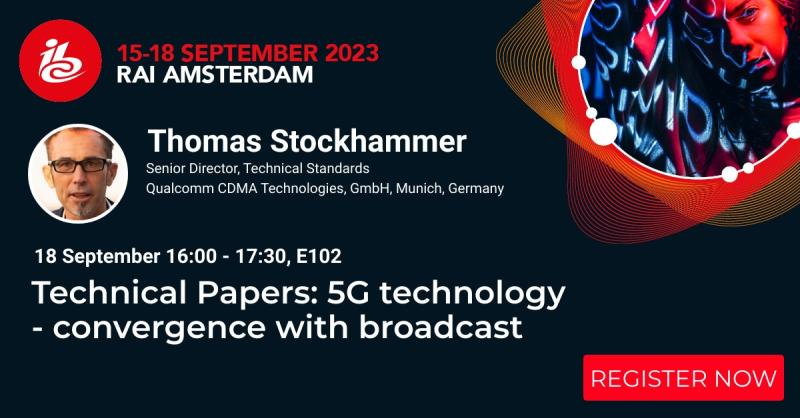 ibc
15-18 SEPTEMBER 2023
RAI AMSTERDAM
Thomas Stockhammer
Senior Director, Technical Standards
Qualcomm CDMA Technologies, GmbH, Munich, Germany
18 September 16:00 - 17:30, E102
Technical Papers: 5G technology
- convergence with broadcast
REGISTER NOW